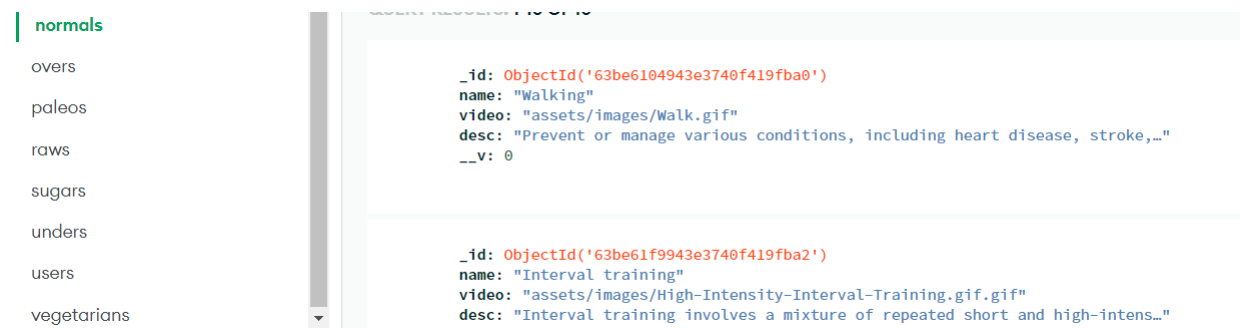 normals
overs
paleos
raws
sugars
unders
users
vegetarians
_id: ObjectId('63be6104943e3740f419fba0')
name: "Walking"
video: "assets/images/Walk.gif"
desc: "Prevent or manage various conditions, including heart disease, stroke,…"
__v: 0
_id: ObjectId('63be61f9943e3740f419fba2')
name: "Interval training"
video: "assets/images/High-Intensity-Interval-Training.gif.gif"
desc: "Interval training involves a mixture of repeated short and high-intens…"